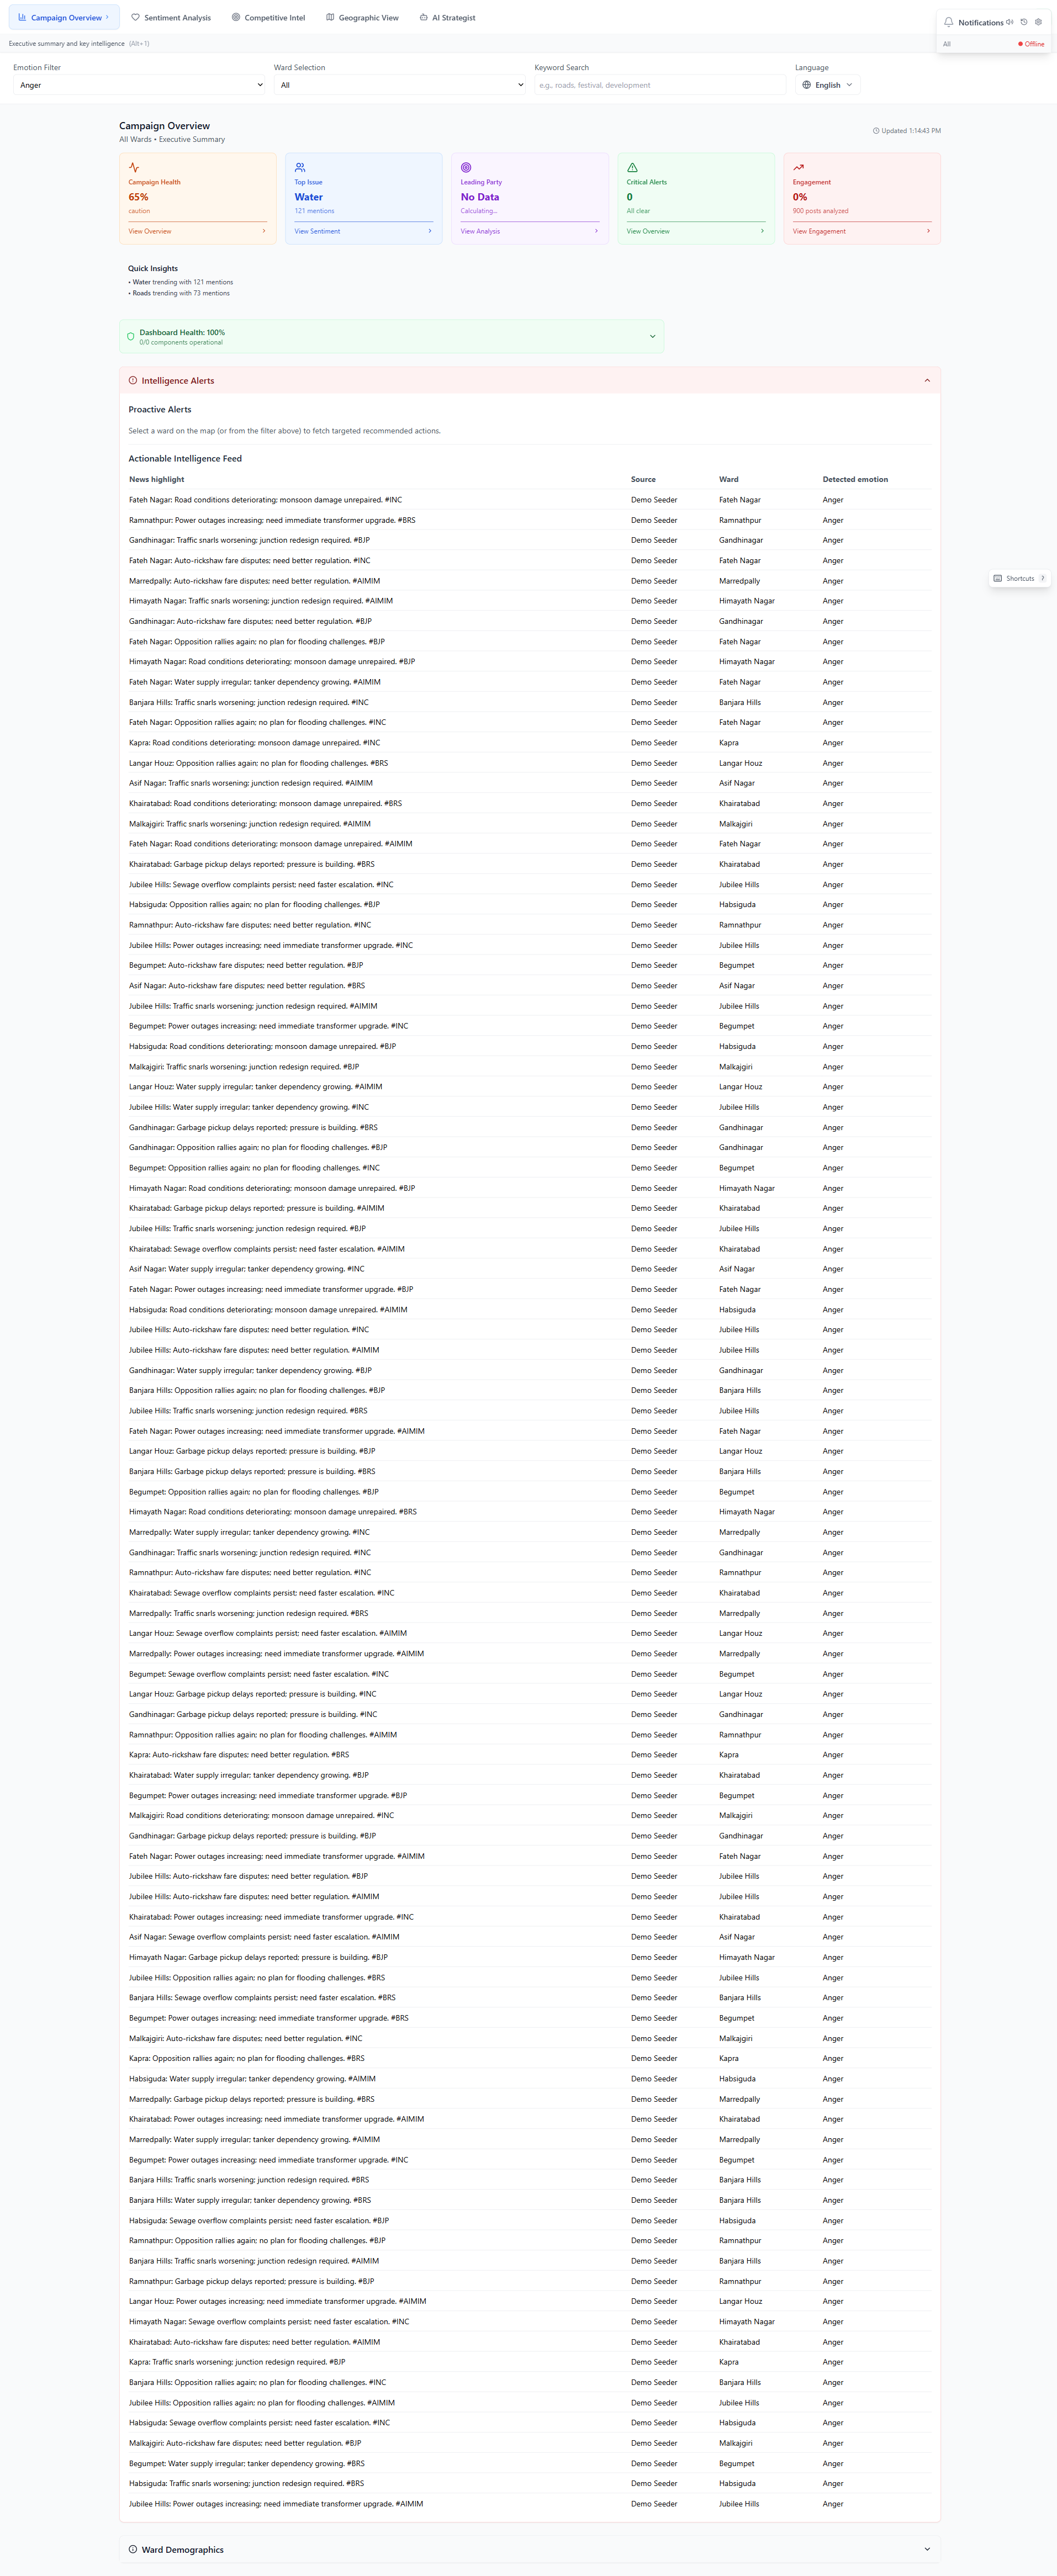 Campaign Overview
Sentiment Analysis
Competitive Intel
Geographic View
AI Strategist
Notifications
Executive summary and key intelligence (Alt+1)
All
Offline
Emotion Filter
Ward Selection
Keyword Search
Language
Anger
All
e.g., roads, festival, development
English
Campaign Overview
All Wards • Executive Summary
Updated 1:14:43 PM
Campaign Health
65%
caution
View Overview
Top Issue
Water
121 mentions
View Sentiment
Leading Party
No Data
Calculating...
View Analysis
Critical Alerts
0
All clear
View Overview
Engagement
0%
900 posts analyzed
View Engagement
Quick Insights
• Water trending with 121 mentions
• Roads trending with 73 mentions
Dashboard Health: 100%
0/0 components operational
Intelligence Alerts
Proactive Alerts
Select a ward on the map (or from the filter above) to fetch targeted recommended actions.
Actionable Intelligence Feed
News highlight Source Ward Detected emotion
Fateh Nagar: Road conditions deteriorating; monsoon damage unrepaired. #INC Demo Seeder Fateh Nagar Anger
Ramnathpur: Power outages increasing; need immediate transformer upgrade. #BRS Demo Seeder Ramnathpur Anger
Gandhinagar: Traffic snarls worsening; junction redesign required. #BJP Demo Seeder Gandhinagar Anger
Fateh Nagar: Auto-rickshaw fare disputes; need better regulation. #INC Demo Seeder Fateh Nagar Anger
Marredpally: Auto-rickshaw fare disputes; need better regulation. #AIMIM Demo Seeder Marredpally Anger
Shortcuts ?
Himayath Nagar: Traffic snarls worsening; junction redesign required. #AIMIM Demo Seeder Himayath Nagar Anger
Gandhinagar: Auto-rickshaw fare disputes; need better regulation. #BJP Demo Seeder Gandhinagar Anger
Fateh Nagar: Opposition rallies again; no plan for flooding challenges. #BJP Demo Seeder Fateh Nagar Anger
Himayath Nagar: Road conditions deteriorating; monsoon damage unrepaired. #BJP Demo Seeder Himayath Nagar Anger
Fateh Nagar: Water supply irregular; tanker dependency growing. #AIMIM Demo Seeder Fateh Nagar Anger
Banjara Hills: Traffic snarls worsening; junction redesign required. #INC Demo Seeder Banjara Hills Anger
Fateh Nagar: Opposition rallies again; no plan for flooding challenges. #INC Demo Seeder Fateh Nagar Anger
Kapra: Road conditions deteriorating; monsoon damage unrepaired. #INC Demo Seeder Kapra Anger
Langar Houz: Opposition rallies again; no plan for flooding challenges. #BRS Demo Seeder Langar Houz Anger
Asif Nagar: Traffic snarls worsening; junction redesign required. #AIMIM Demo Seeder Asif Nagar Anger
Khairatabad: Road conditions deteriorating; monsoon damage unrepaired. #BRS Demo Seeder Khairatabad Anger
Malkajgiri: Traffic snarls worsening; junction redesign required. #AIMIM Demo Seeder Malkajgiri Anger
Fateh Nagar: Road conditions deteriorating; monsoon damage unrepaired. #AIMIM Demo Seeder Fateh Nagar Anger
Khairatabad: Garbage pickup delays reported; pressure is building. #BRS Demo Seeder Khairatabad Anger
Jubilee Hills: Sewage overflow complaints persist; need faster escalation. #INC Demo Seeder Jubilee Hills Anger
Habsiguda: Opposition rallies again; no plan for flooding challenges. #BJP Demo Seeder Habsiguda Anger
Ramnathpur: Auto-rickshaw fare disputes; need better regulation. #INC Demo Seeder Ramnathpur Anger
Jubilee Hills: Power outages increasing; need immediate transformer upgrade. #INC Demo Seeder Jubilee Hills Anger
Begumpet: Auto-rickshaw fare disputes; need better regulation. #BJP Demo Seeder Begumpet Anger
Asif Nagar: Auto-rickshaw fare disputes; need better regulation. #BRS Demo Seeder Asif Nagar Anger
Jubilee Hills: Traffic snarls worsening; junction redesign required. #AIMIM Demo Seeder Jubilee Hills Anger
Begumpet: Power outages increasing; need immediate transformer upgrade. #INC Demo Seeder Begumpet Anger
Habsiguda: Road conditions deteriorating; monsoon damage unrepaired. #BJP Demo Seeder Habsiguda Anger
Malkajgiri: Traffic snarls worsening; junction redesign required. #BJP Demo Seeder Malkajgiri Anger
Langar Houz: Water supply irregular; tanker dependency growing. #AIMIM Demo Seeder Langar Houz Anger
Jubilee Hills: Water supply irregular; tanker dependency growing. #INC Demo Seeder Jubilee Hills Anger
Gandhinagar: Garbage pickup delays reported; pressure is building. #BRS Demo Seeder Gandhinagar Anger
Gandhinagar: Opposition rallies again; no plan for flooding challenges. #BJP Demo Seeder Gandhinagar Anger
Begumpet: Opposition rallies again; no plan for flooding challenges. #INC Demo Seeder Begumpet Anger
Himayath Nagar: Road conditions deteriorating; monsoon damage unrepaired. #BJP Demo Seeder Himayath Nagar Anger
Khairatabad: Garbage pickup delays reported; pressure is building. #AIMIM Demo Seeder Khairatabad Anger
Jubilee Hills: Traffic snarls worsening; junction redesign required. #BJP Demo Seeder Jubilee Hills Anger
Khairatabad: Sewage overflow complaints persist; need faster escalation. #AIMIM Demo Seeder Khairatabad Anger
Asif Nagar: Water supply irregular; tanker dependency growing. #INC Demo Seeder Asif Nagar Anger
Fateh Nagar: Power outages increasing; need immediate transformer upgrade. #BJP Demo Seeder Fateh Nagar Anger
Habsiguda: Road conditions deteriorating; monsoon damage unrepaired. #AIMIM Demo Seeder Habsiguda Anger
Jubilee Hills: Auto-rickshaw fare disputes; need better regulation. #INC Demo Seeder Jubilee Hills Anger
Jubilee Hills: Auto-rickshaw fare disputes; need better regulation. #AIMIM Demo Seeder Jubilee Hills Anger
Gandhinagar: Water supply irregular; tanker dependency growing. #BJP Demo Seeder Gandhinagar Anger
Banjara Hills: Opposition rallies again; no plan for flooding challenges. #BJP Demo Seeder Banjara Hills Anger
Jubilee Hills: Traffic snarls worsening; junction redesign required. #BRS Demo Seeder Jubilee Hills Anger
Fateh Nagar: Power outages increasing; need immediate transformer upgrade. #AIMIM Demo Seeder Fateh Nagar Anger
Langar Houz: Garbage pickup delays reported; pressure is building. #BJP Demo Seeder Langar Houz Anger
Banjara Hills: Garbage pickup delays reported; pressure is building. #BRS Demo Seeder Banjara Hills Anger
Begumpet: Opposition rallies again; no plan for flooding challenges. #BJP Demo Seeder Begumpet Anger
Himayath Nagar: Road conditions deteriorating; monsoon damage unrepaired. #BRS Demo Seeder Himayath Nagar Anger
Marredpally: Water supply irregular; tanker dependency growing. #INC Demo Seeder Marredpally Anger
Gandhinagar: Traffic snarls worsening; junction redesign required. #INC Demo Seeder Gandhinagar Anger
Ramnathpur: Auto-rickshaw fare disputes; need better regulation. #INC Demo Seeder Ramnathpur Anger
Khairatabad: Sewage overflow complaints persist; need faster escalation. #INC Demo Seeder Khairatabad Anger
Marredpally: Traffic snarls worsening; junction redesign required. #BRS Demo Seeder Marredpally Anger
Langar Houz: Sewage overflow complaints persist; need faster escalation. #AIMIM Demo Seeder Langar Houz Anger
Marredpally: Power outages increasing; need immediate transformer upgrade. #AIMIM Demo Seeder Marredpally Anger
Begumpet: Sewage overflow complaints persist; need faster escalation. #INC Demo Seeder Begumpet Anger
Langar Houz: Garbage pickup delays reported; pressure is building. #INC Demo Seeder Langar Houz Anger
Gandhinagar: Garbage pickup delays reported; pressure is building. #INC Demo Seeder Gandhinagar Anger
Ramnathpur: Opposition rallies again; no plan for flooding challenges. #AIMIM Demo Seeder Ramnathpur Anger
Kapra: Auto-rickshaw fare disputes; need better regulation. #BRS Demo Seeder Kapra Anger
Khairatabad: Water supply irregular; tanker dependency growing. #BJP Demo Seeder Khairatabad Anger
Begumpet: Power outages increasing; need immediate transformer upgrade. #BJP Demo Seeder Begumpet Anger
Malkajgiri: Road conditions deteriorating; monsoon damage unrepaired. #INC Demo Seeder Malkajgiri Anger
Gandhinagar: Garbage pickup delays reported; pressure is building. #BJP Demo Seeder Gandhinagar Anger
Fateh Nagar: Power outages increasing; need immediate transformer upgrade. #AIMIM Demo Seeder Fateh Nagar Anger
Jubilee Hills: Auto-rickshaw fare disputes; need better regulation. #BJP Demo Seeder Jubilee Hills Anger
Jubilee Hills: Auto-rickshaw fare disputes; need better regulation. #AIMIM Demo Seeder Jubilee Hills Anger
Khairatabad: Power outages increasing; need immediate transformer upgrade. #INC Demo Seeder Khairatabad Anger
Asif Nagar: Sewage overflow complaints persist; need faster escalation. #AIMIM Demo Seeder Asif Nagar Anger
Himayath Nagar: Garbage pickup delays reported; pressure is building. #BJP Demo Seeder Himayath Nagar Anger
Jubilee Hills: Opposition rallies again; no plan for flooding challenges. #BRS Demo Seeder Jubilee Hills Anger
Banjara Hills: Sewage overflow complaints persist; need faster escalation. #BRS Demo Seeder Banjara Hills Anger
Begumpet: Power outages increasing; need immediate transformer upgrade. #BRS Demo Seeder Begumpet Anger
Malkajgiri: Auto-rickshaw fare disputes; need better regulation. #INC Demo Seeder Malkajgiri Anger
Kapra: Opposition rallies again; no plan for flooding challenges. #BRS Demo Seeder Kapra Anger
Habsiguda: Water supply irregular; tanker dependency growing. #AIMIM Demo Seeder Habsiguda Anger
Marredpally: Garbage pickup delays reported; pressure is building. #BRS Demo Seeder Marredpally Anger
Khairatabad: Power outages increasing; need immediate transformer upgrade. #AIMIM Demo Seeder Khairatabad Anger
Marredpally: Water supply irregular; tanker dependency growing. #AIMIM Demo Seeder Marredpally Anger
Begumpet: Power outages increasing; need immediate transformer upgrade. #INC Demo Seeder Begumpet Anger
Banjara Hills: Traffic snarls worsening; junction redesign required. #BRS Demo Seeder Banjara Hills Anger
Banjara Hills: Water supply irregular; tanker dependency growing. #BRS Demo Seeder Banjara Hills Anger
Habsiguda: Sewage overflow complaints persist; need faster escalation. #BJP Demo Seeder Habsiguda Anger
Ramnathpur: Opposition rallies again; no plan for flooding challenges. #BJP Demo Seeder Ramnathpur Anger
Banjara Hills: Traffic snarls worsening; junction redesign required. #AIMIM Demo Seeder Banjara Hills Anger
Ramnathpur: Garbage pickup delays reported; pressure is building. #BJP Demo Seeder Ramnathpur Anger
Langar Houz: Power outages increasing; need immediate transformer upgrade. #AIMIM Demo Seeder Langar Houz Anger
Himayath Nagar: Sewage overflow complaints persist; need faster escalation. #INC Demo Seeder Himayath Nagar Anger
Khairatabad: Auto-rickshaw fare disputes; need better regulation. #AIMIM Demo Seeder Khairatabad Anger
Kapra: Traffic snarls worsening; junction redesign required. #BJP Demo Seeder Kapra Anger
Banjara Hills: Opposition rallies again; no plan for flooding challenges. #INC Demo Seeder Banjara Hills Anger
Jubilee Hills: Opposition rallies again; no plan for flooding challenges. #AIMIM Demo Seeder Jubilee Hills Anger
Habsiguda: Sewage overflow complaints persist; need faster escalation. #INC Demo Seeder Habsiguda Anger
Malkajgiri: Auto-rickshaw fare disputes; need better regulation. #BJP Demo Seeder Malkajgiri Anger
Begumpet: Water supply irregular; tanker dependency growing. #BRS Demo Seeder Begumpet Anger
Habsiguda: Traffic snarls worsening; junction redesign required. #BRS Demo Seeder Habsiguda Anger
Jubilee Hills: Power outages increasing; need immediate transformer upgrade. #AIMIM Demo Seeder Jubilee Hills Anger
Ward Demographics